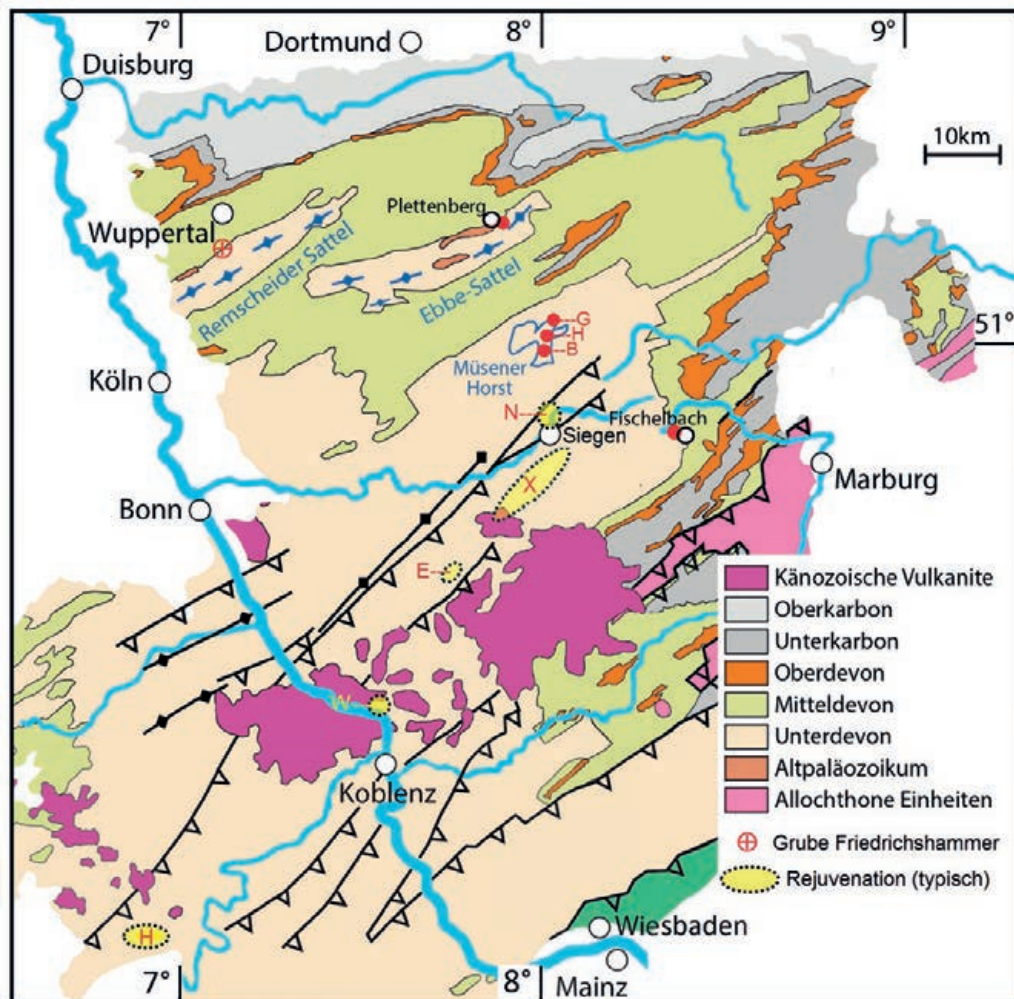 7°
8°
9°
Dortmund
Duisburg
10km
Plettenberg
Wuppertal
Remscheider Sattel
Ebbe-Sattel
G
H
B
51°
Müsener
Horst
Köln
N
Fischelbach
Siegen
Marburg
X
Bonn
E
Känozoische Vulkanite
Oberkarbon
Unterkarbon
Oberdevon
Mitteldevon
Unterdevon
Altpaläozoikum
Allochthone Einheiten
Grube Friedrichshammer
Rejuvenation (typisch)
W
Koblenz
H
Wiesbaden
Mainz
7°
8°